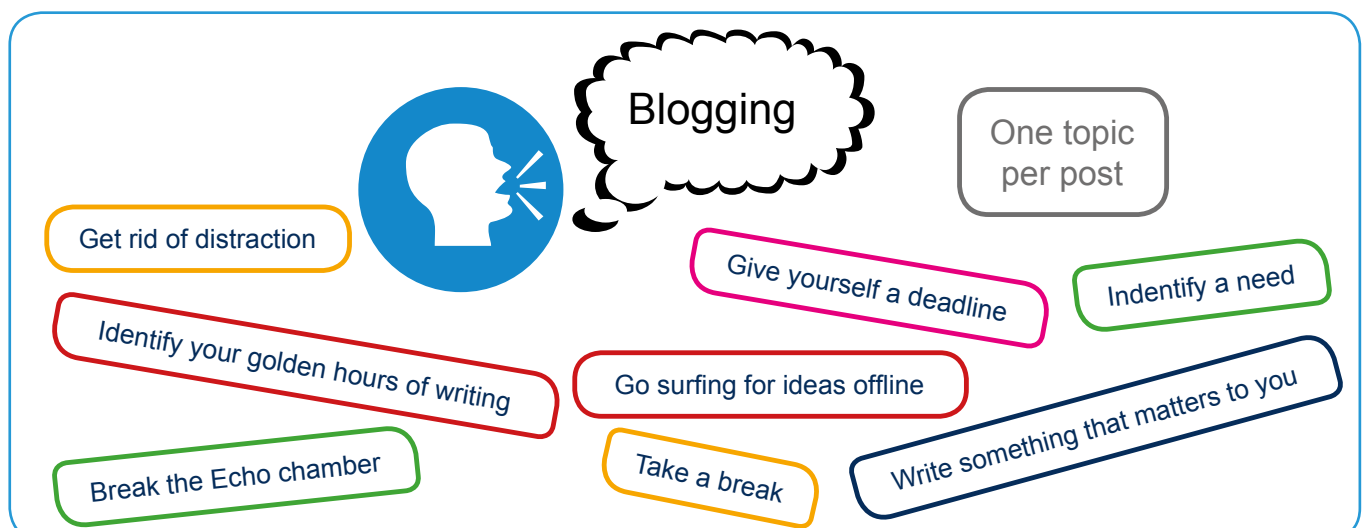 Blogging
One topic
per post
Get rid of distraction
Give yourself a deadline
Indentify a need
Identify your golden hours of writing
Go surfing for ideas offline
Write something that matters to you
Break the Echo chamber
Take a break